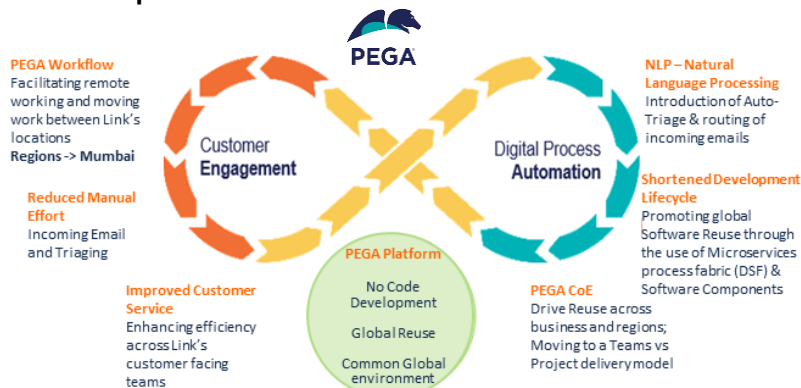 PEGA
PEGA Workflow
Facilitating remote
working and moving
work between Link's
locations
Regions -> Mumbai
Reduced Manual
Effort
Incoming Email
and Triaging
Improved Customer
Service
Enhancing efficiency
across Link's
customer facing
teams
Customer
Engagement
PEGA Platform
No Code
Development
Global Reuse
Common Global
environment
Digital Process
Automation
NLP – Natural
Language Processing
Introduction of Auto-
Triage & routing of
incoming emails
Shortened Development
Lifecycle
Promoting global
Software Reuse through
the use of Microservices
process fabric (DSF) &
Software Components
PEGA CoE
Drive Reuse across
business and regions;
Moving to a Teams vs
Project delivery model